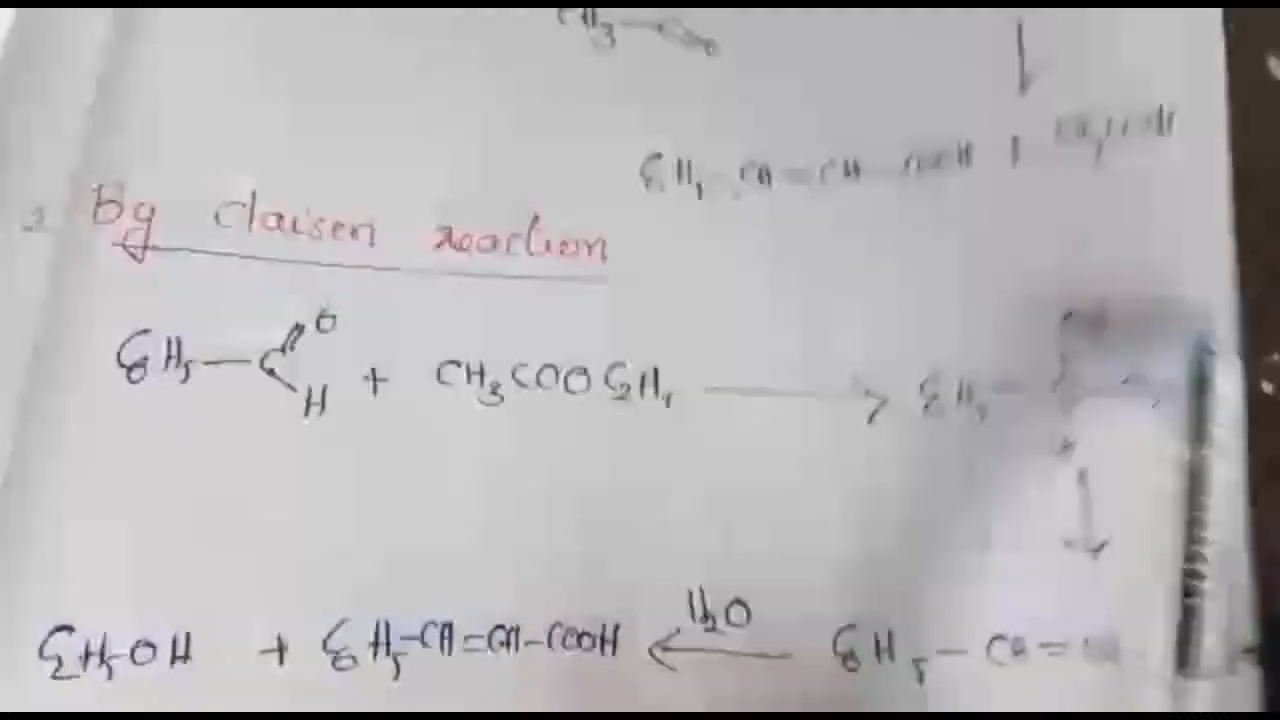 CH3
C6H5-CH=CH-COOH +
2. By claisen reaction
C6H5-C O H + CH3COOC2H5 → C6H5-
↓
C2H5OH + C6H5-CH=CH-COOH ← H2O C6H5-CH=